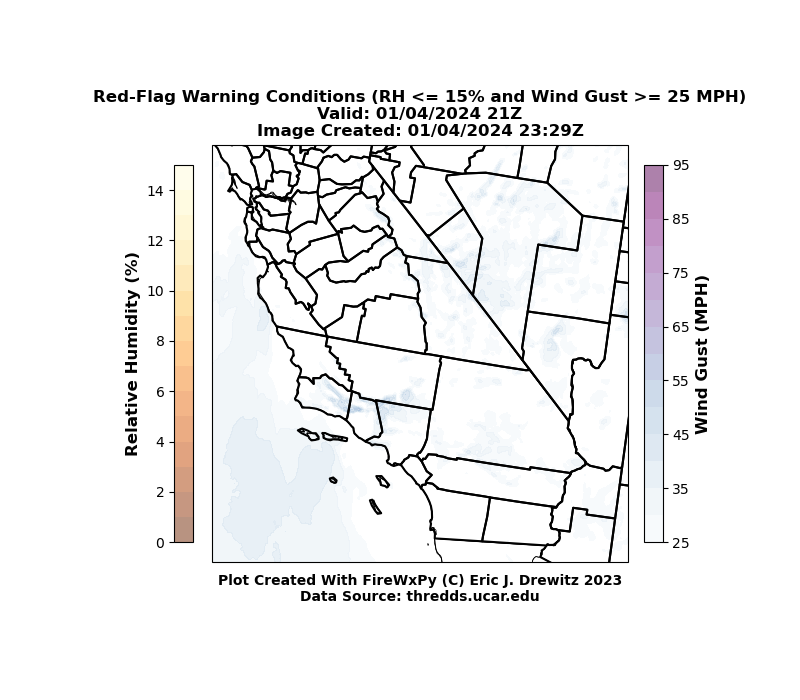 Red-Flag Warning Conditions (RH <= 15% and Wind Gust >= 25 MPH)
Valid: 01/04/2024 21Z
Image Created: 01/04/2024 23:29Z
Relative Humidity (%)
14
12
10
8
6
4
2
0
95
85
75
65
55
45
35
25
Wind Gust (MPH)
Plot Created With FireWxPy (C) Eric J. Drewitz 2023
Data Source: thredds.ucar.edu